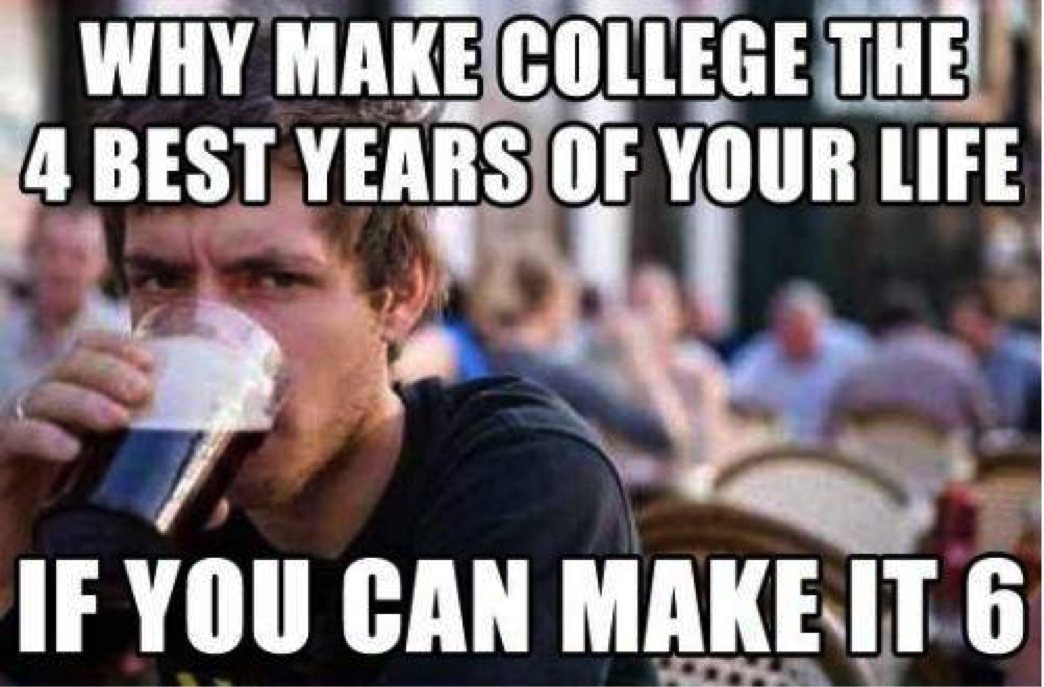 WHY MAKE COLLEGE THE
4 BEST YEARS OF YOUR LIFE
IF YOU CAN MAKE IT 6